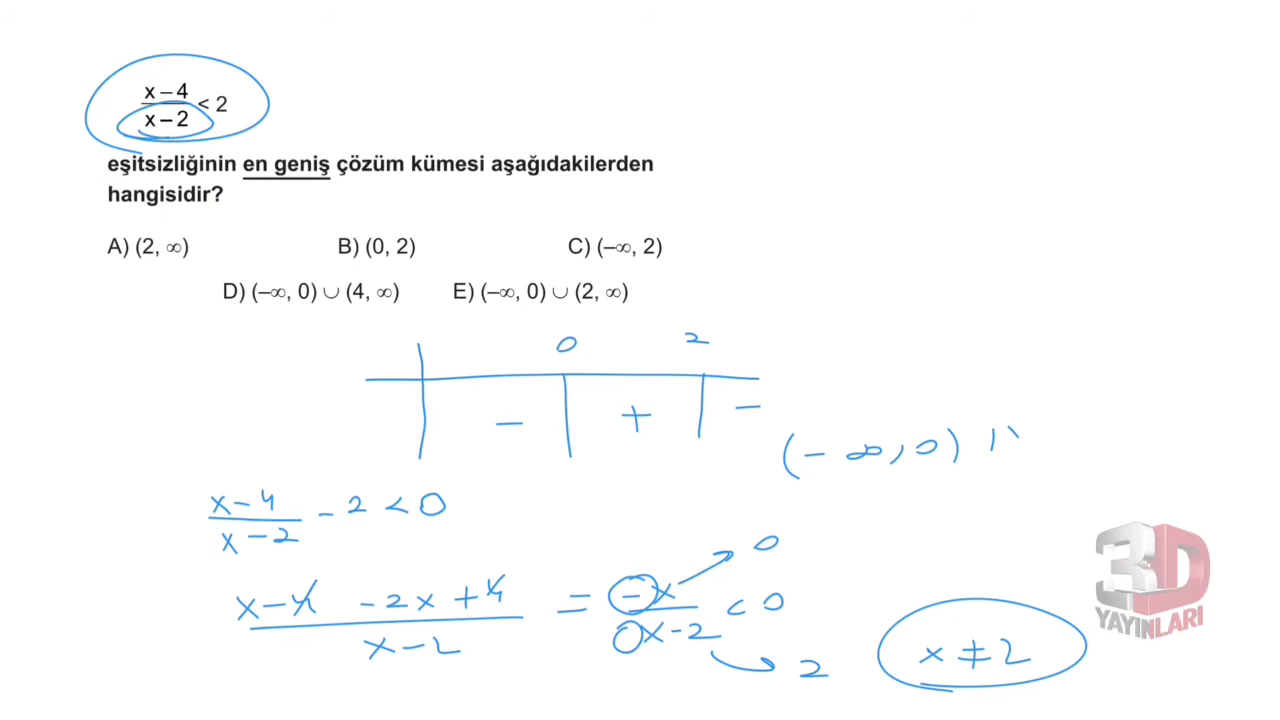 x – 4
x – 2
< 2
eşitsizliğinin en geniş çözüm kümesi aşağıdakilerden
hangisidir?
A) (2, ∞) B) (0, 2) C) (–∞, 2)
D) (–∞, 0) ∪ (4, ∞) E) (–∞, 0) ∪ (2, ∞)
0 2
– + –
(– ∞, 0)
x – 4
x – 2
– 2 < 0
0
x – 4 – 2x + 4
x – 2
=
–x
x – 2
< 0
2
x ≠ 2
3D
YAYINLARI